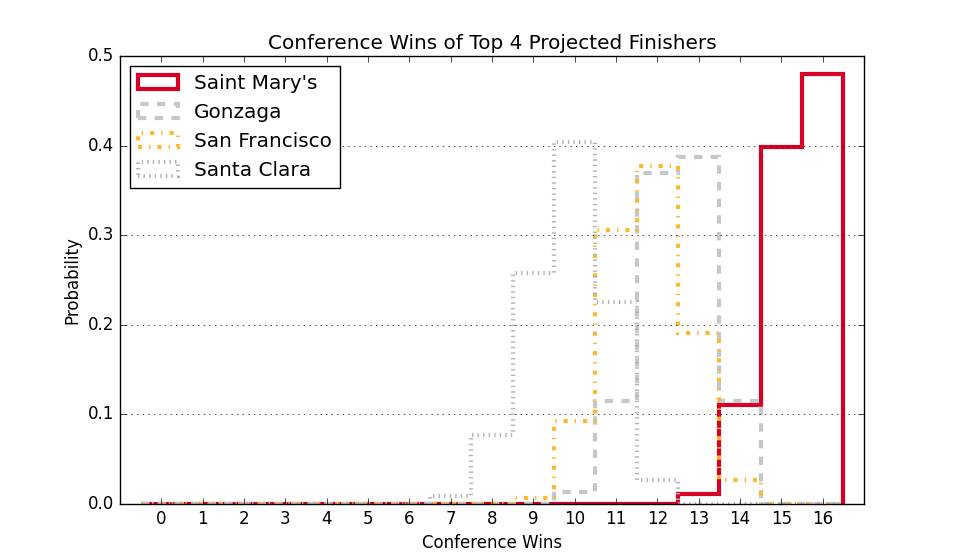 Conference Wins of Top 4 Projected Finishers
Saint Mary's
Gonzaga
San Francisco
Santa Clara
Probability
0.5
0.4
0.3
0.2
0.1
0.0
0 1 2 3 4 5 6 7 8 9 10 11 12 13 14 15 16
Conference Wins